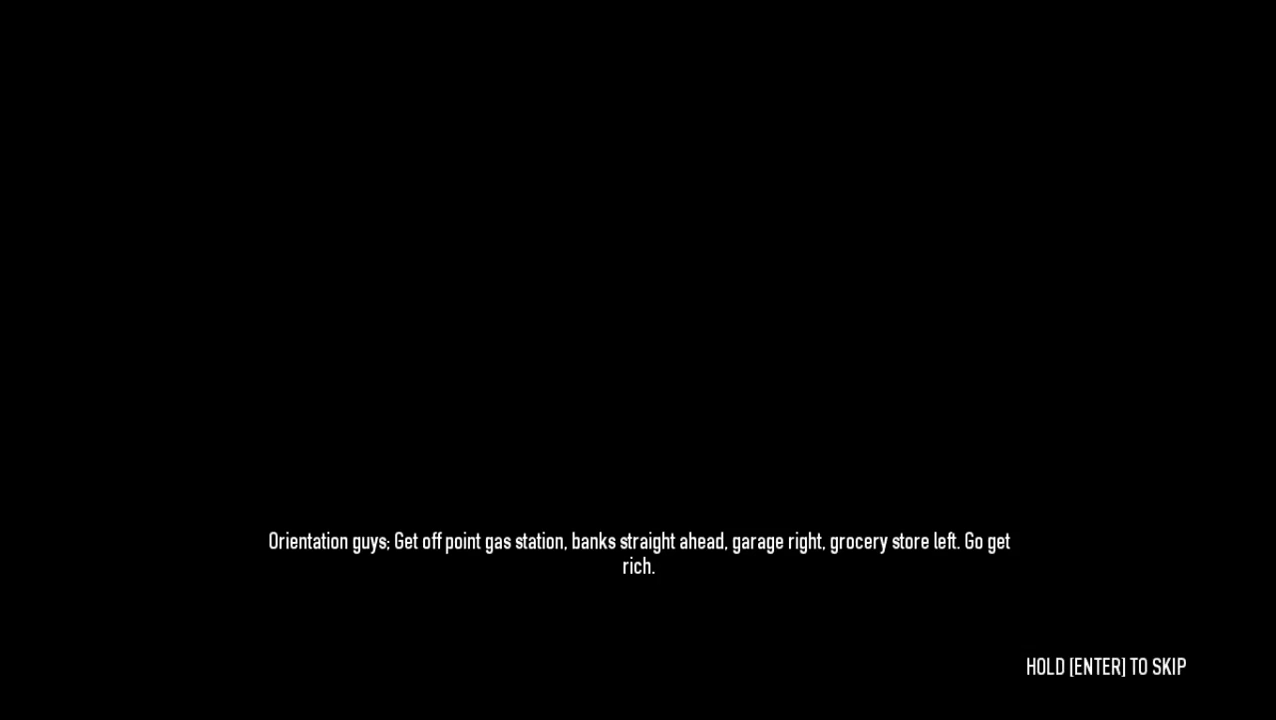 Orientation guys; Get off point gas station, banks straight ahead, garage right, grocery store left. Go get
rich.
HOLD [ENTER] TO SKIP